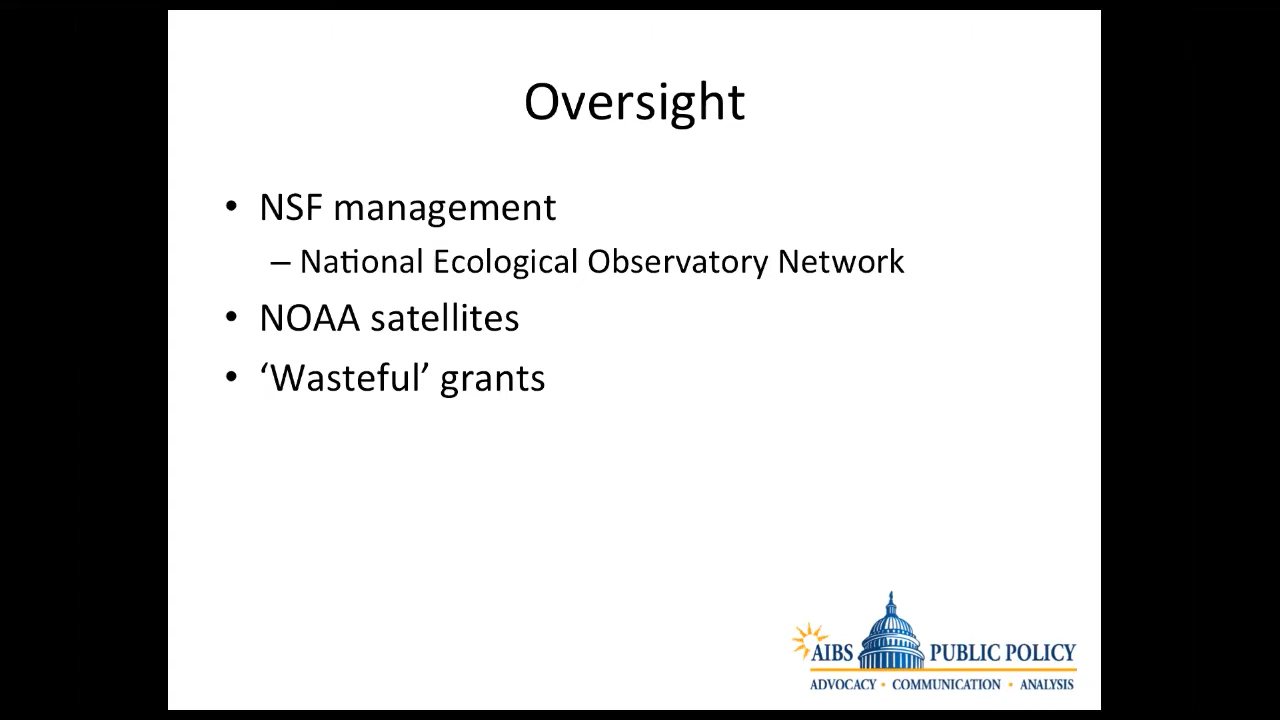 Oversight
• NSF management
– National Ecological Observatory Network
• NOAA satellites
• ‘Wasteful’ grants
AIBS PUBLIC POLICY
ADVOCACY • COMMUNICATION • ANALYSIS